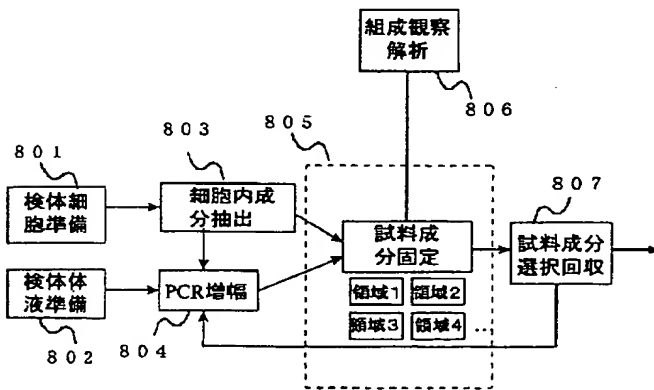 組成観察
解析
806
805
803
801
807
検体細
胞準備
細胞内成
分抽出
試料成
分固定
試料成分
選択回収
検体体
液準備
PCR増幅
領域1
領域2
領域3
領域4
…
802
804